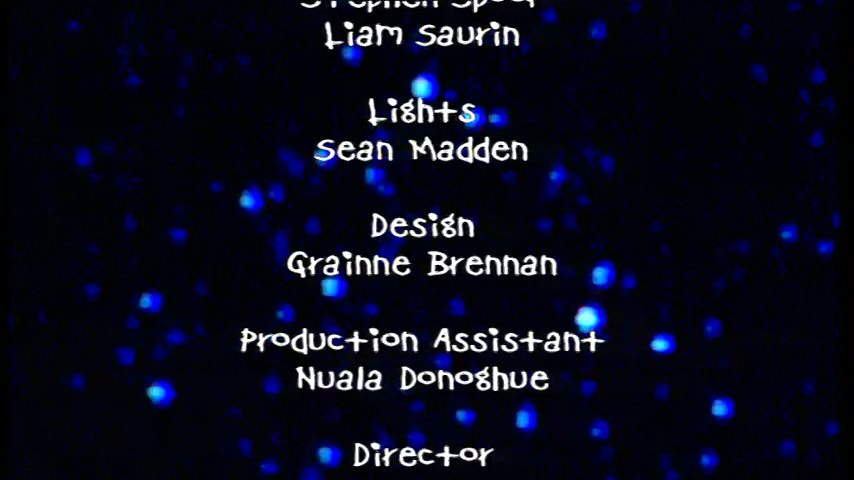 Liam Saurin
Lights
Sean Madden
Design
Grainne Brennan
Production Assistant
Nuala Donoghue
Director